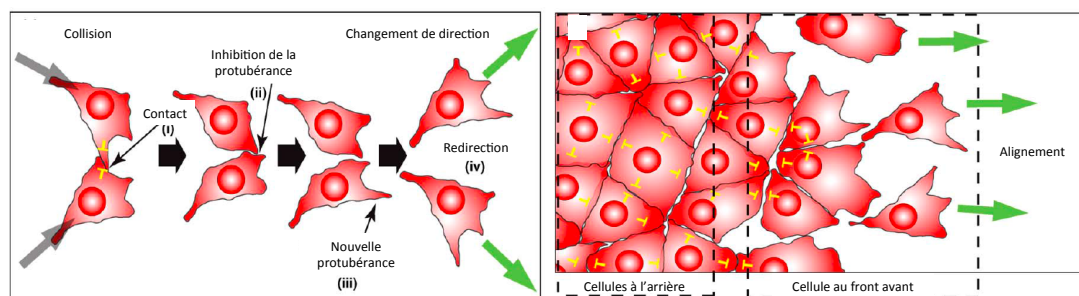 Collision
Changement de direction
Inhibition de la
protubérance
(ii)
Contact
(i)
Redirection
(iv)
Nouvelle
protubérance
(iii)
Alignement
Cellules à l'arrière
Cellule au front avant